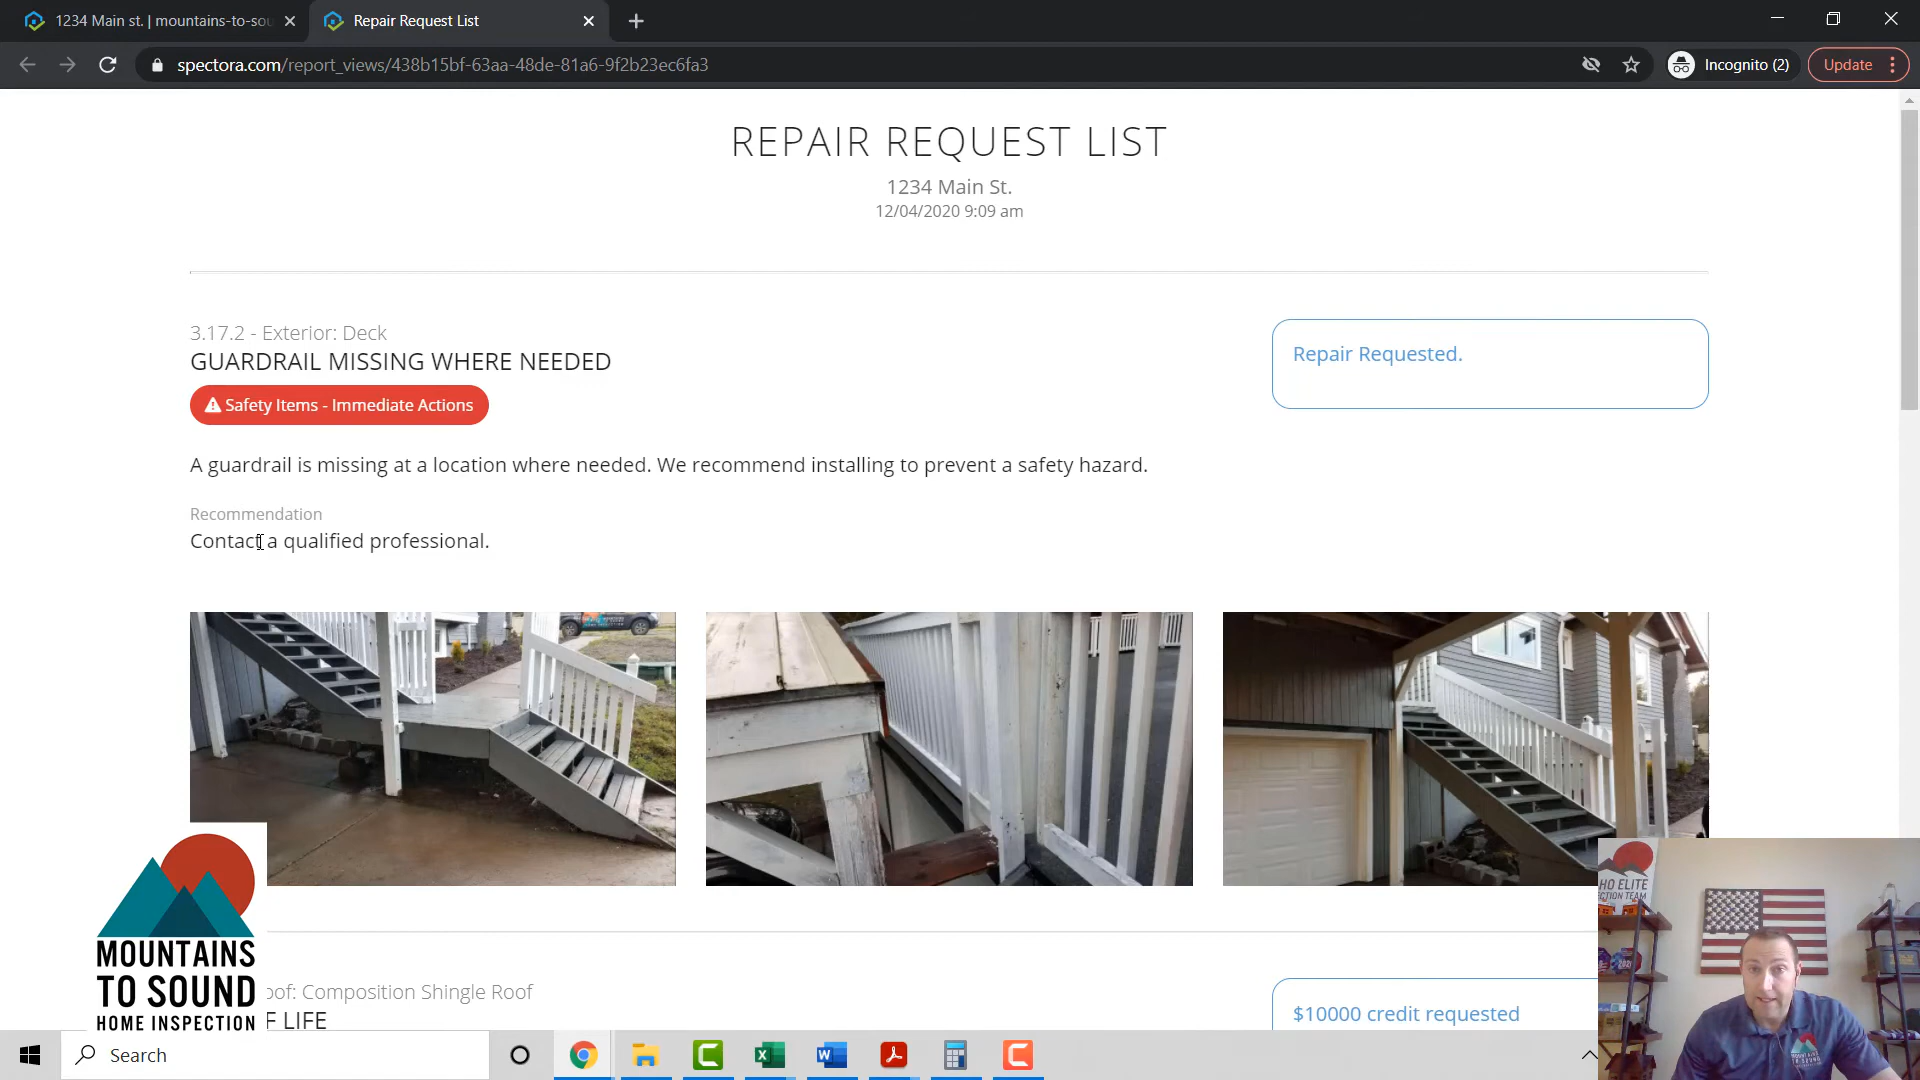 1234 Main st. | mountains-to-sou
Repair Request List
spectora.com/report_views/438b15bf-63aa-48de-81a6-9f2b23ec6fa3
Incognito (2)
Update
REPAIR REQUEST LIST
1234 Main St.
12/04/2020 9:09 am
3.17.2 - Exterior: Deck
GUARDRAIL MISSING WHERE NEEDED
Safety Items - Immediate Actions
Repair Requested.
A guardrail is missing at a location where needed. We recommend installing to prevent a safety hazard.
Recommendation
Contact a qualified professional.
HO ELITE
ECTION TEAM
MOUNTAINS
TO SOUND
HOME INSPECTION
oof: Composition Shingle Roof
F LIFE
$10000 credit requested
Search